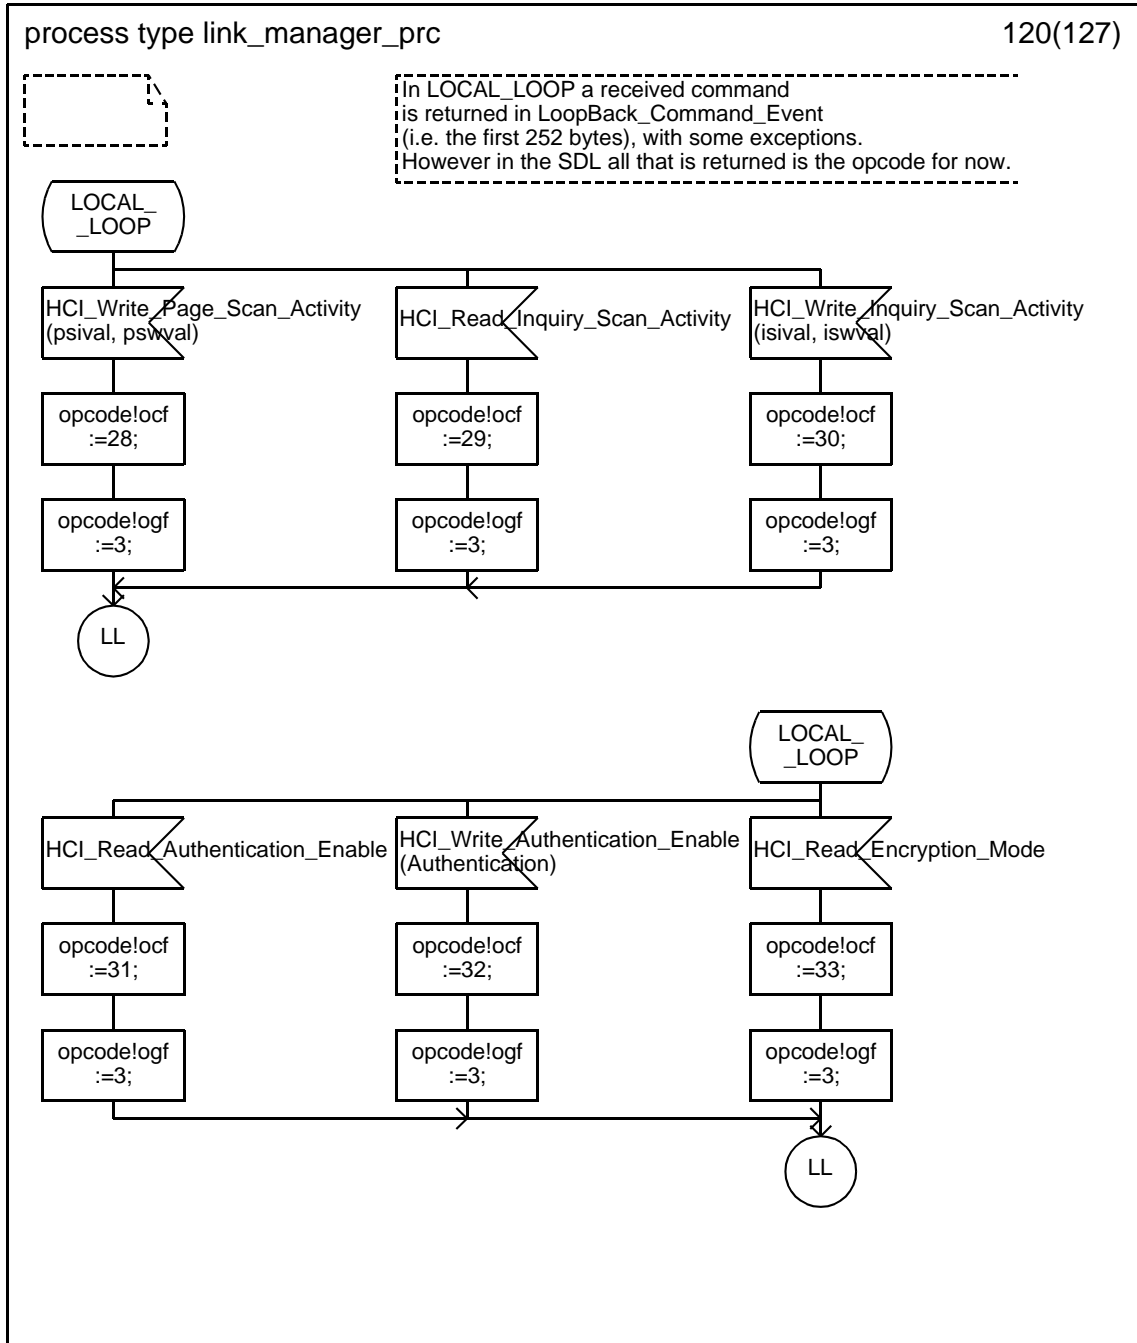 process type link_manager_prc
120(127)
In LOCAL_LOOP a received command
is returned in LoopBack_Command_Event
(i.e. the first 252 bytes), with some exceptions.
However in the SDL all that is returned is the opcode for now.
LOCAL_
_LOOP
HCI_Write_Page_Scan_Activity
(psival, pswval)
HCI_Read_Inquiry_Scan_Activity
HCI_Write_Inquiry_Scan_Activity
(isival, iswval)
opcode!ocf
:=28;
opcode!ocf
:=29;
opcode!ocf
:=30;
opcode!ogf
:=3;
opcode!ogf
:=3;
opcode!ogf
:=3;
LL
LOCAL_
_LOOP
HCI_Read_Authentication_Enable
HCI_Write_Authentication_Enable
(Authentication)
HCI_Read_Encryption_Mode
opcode!ocf
:=31;
opcode!ocf
:=32;
opcode!ocf
:=33;
opcode!ogf
:=3;
opcode!ogf
:=3;
opcode!ogf
:=3;
LL